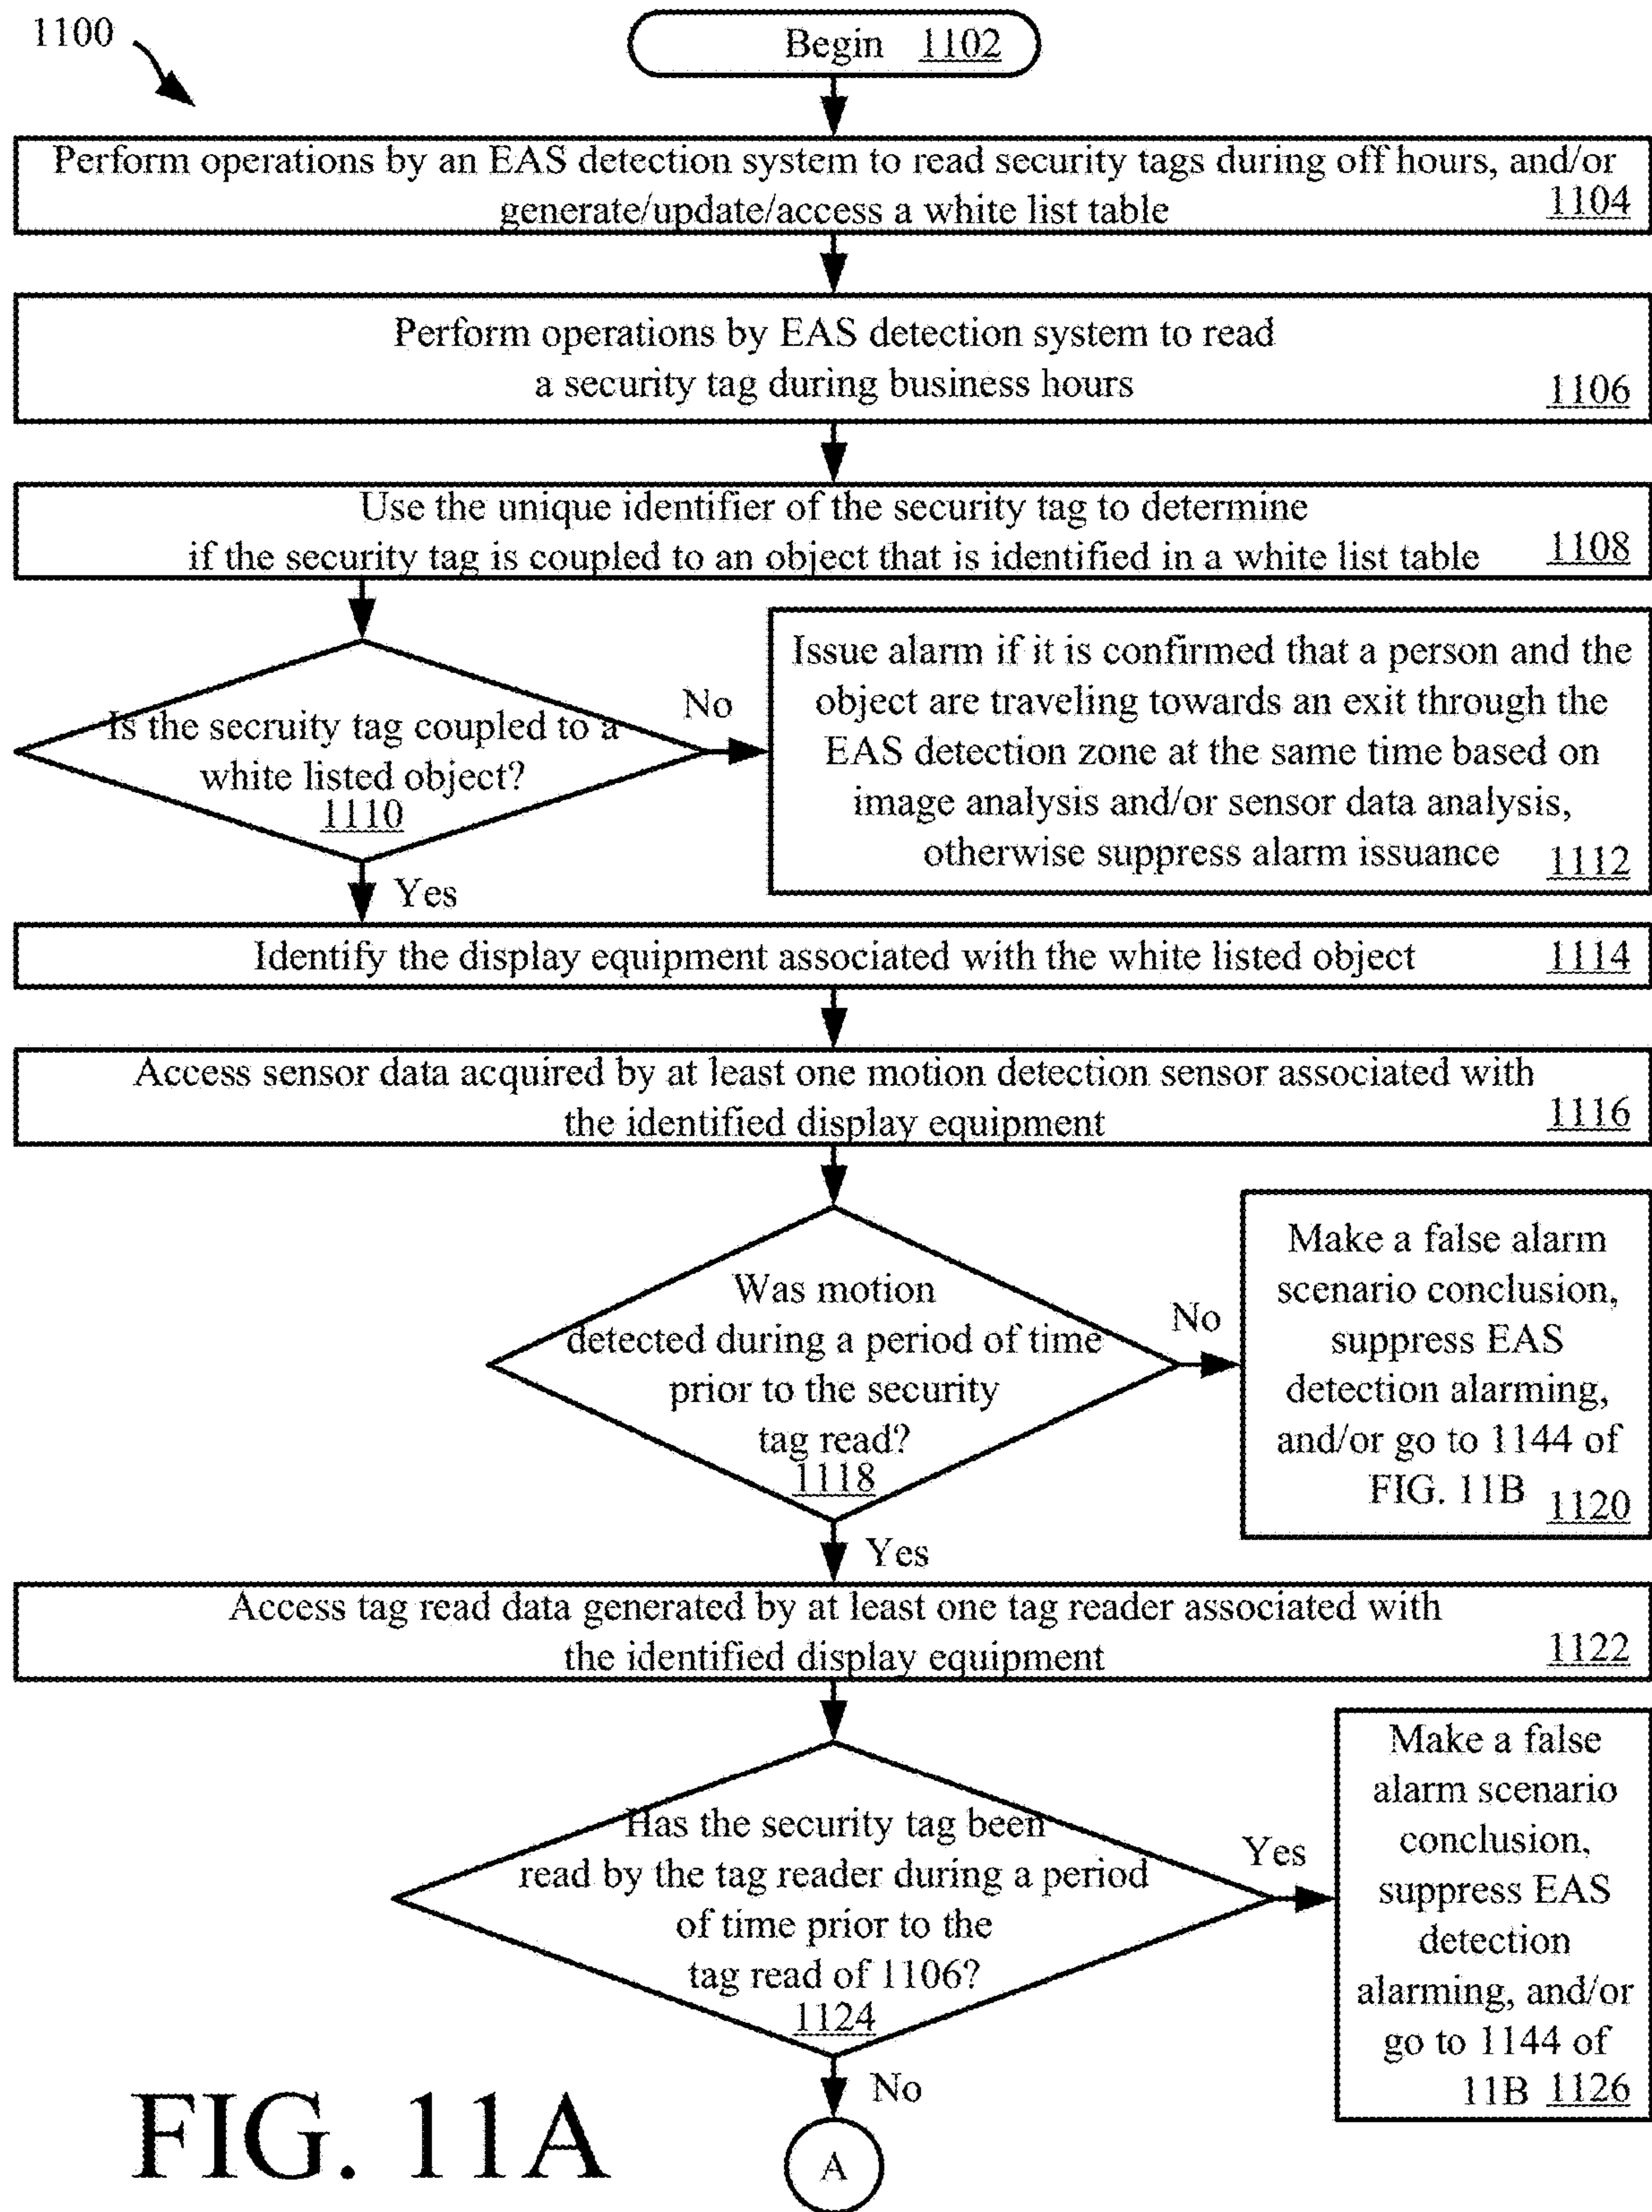 1100
Begin 1102
Perform operations by an EAS detection system to read security tags during off hours, and/or
generate/update/access a white list table 1104
Perform operations by EAS detection system to read
a security tag during business hours 1106
Use the unique identifier of the security tag to determine
if the security tag is coupled to an object that is identified in a white list table 1108
Is the secruity tag coupled to a
white listed object?
1110
No
Yes
Issue alarm if it is confirmed that a person and the
object are traveling towards an exit through the
EAS detection zone at the same time based on
image analysis and/or sensor data analysis,
otherwise suppress alarm issuance 1112
Identify the display equipment associated with the white listed object 1114
Access sensor data acquired by at least one motion detection sensor associated with
the identified display equipment 1116
Was motion
detected during a period of time
prior to the security
tag read?
1118
No
Yes
Make a false alarm
scenario conclusion,
suppress EAS
detection alarming,
and/or go to 1144 of
FIG. 11B 1120
Access tag read data generated by at least one tag reader associated with
the identified display equipment 1122
Has the security tag been
read by the tag reader during a period
of time prior to the
tag read of 1106?
1124
Yes
No
Make a false
alarm scenario
conclusion,
suppress EAS
detection
alarming, and/or
go to 1144 of
11B 1126
A
FIG. 11A